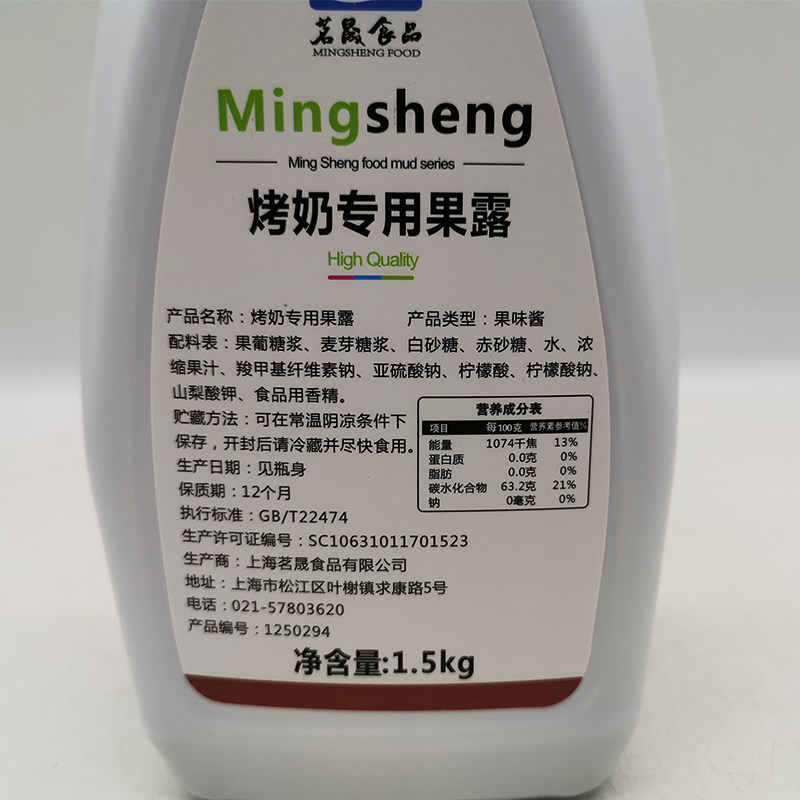 茗晟食品
MINGSHENG FOOD
Mingsheng
Ming Sheng food mud series
烤奶专用果露
High Quality
产品名称：烤奶专用果露 产品类型：果味酱
配料表：果葡糖浆、麦芽糖浆、白砂糖、赤砂糖、水、浓
缩果汁、羧甲基纤维素钠、亚硫酸钠、柠檬酸、柠檬酸钠、
山梨酸钾、食品用香精。
贮藏方法：可在常温阴凉条件下
保存，开封后请冷藏并尽快食用。
生产日期：见瓶身
保质期：12个月
执行标准：GB/T22474
生产许可证编号：SC10631011701523
生产商：上海茗晟食品有限公司
地址：上海市松江区叶榭镇求康路5号
电话：021-57803620
产品编号：1250294
营养成分表
项目 每100克 营养素参考值%
能量 1074千焦 13%
蛋白质 0.0克 0%
脂肪 0.0克 0%
碳水化合物 63.2克 21%
钠 0毫克 0%
净含量:1.5kg